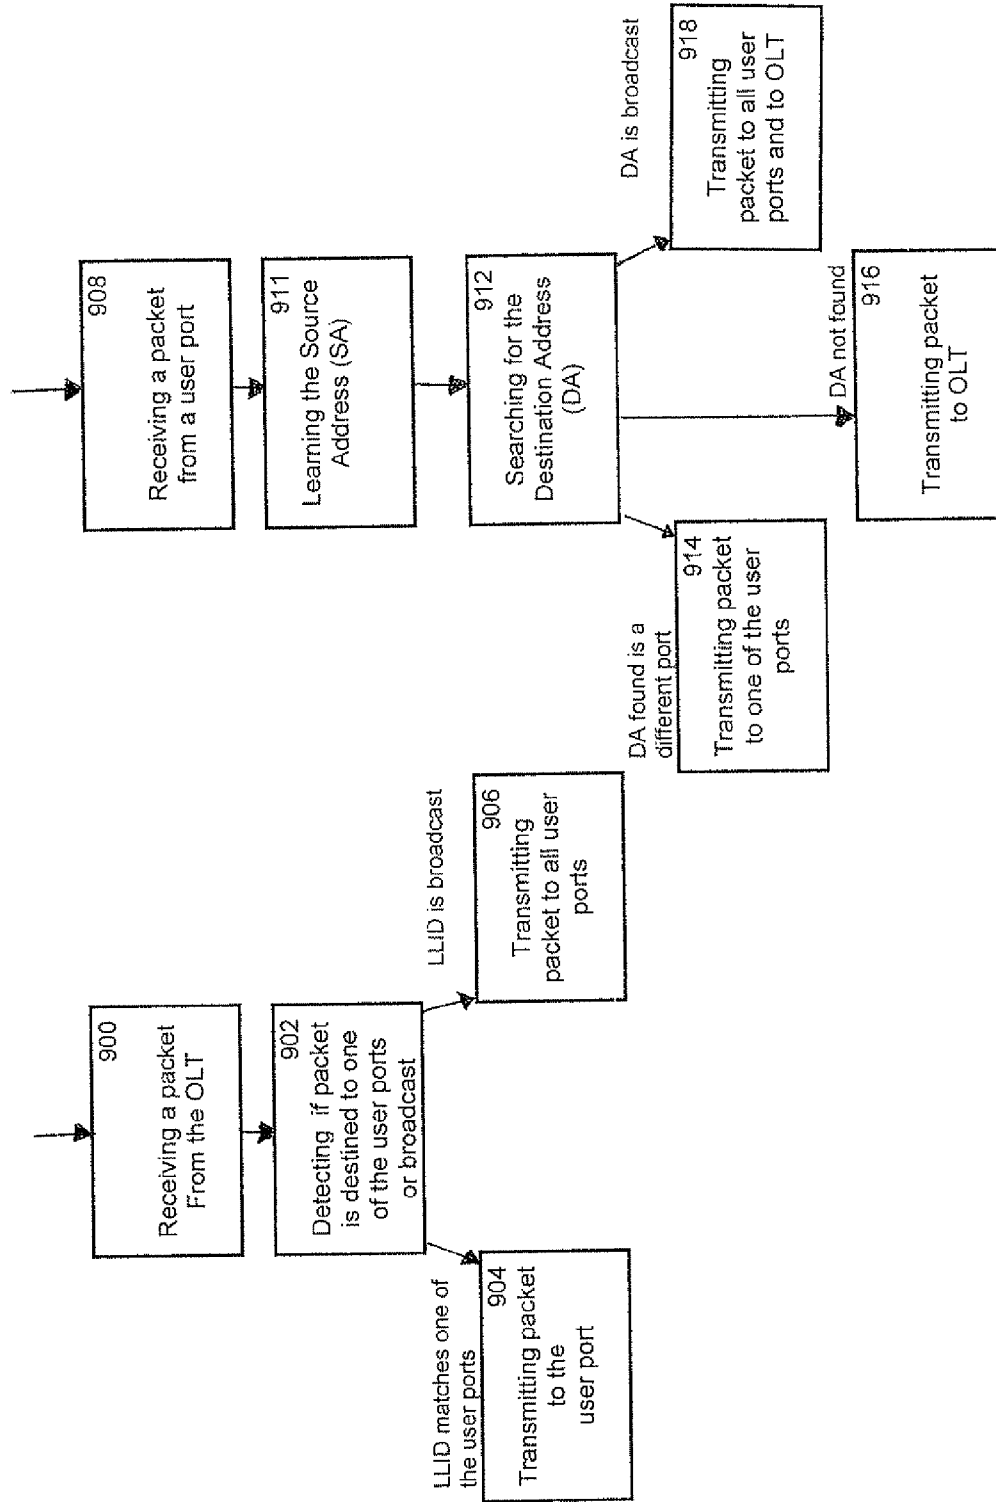 900
Receiving a packet
From the OLT
902
Detecting if packet
is destined to one
of the user ports
or broadcast
LLID matches one of
the user ports
904
Transmitting packet
to the
user port
LLID is broadcast
906
Transmitting
packet to all user
ports
908
Receiving a packet
from a user port
911
Learning the Source
Address (SA)
912
Searching for the
Destination Address
(DA)
DA found is a
different port
914
Transmitting packet
to one of the user
ports
DA not found
916
Transmitting packet
to OLT
DA is broadcast
918
Transmitting
packet to all user
ports and to OLT